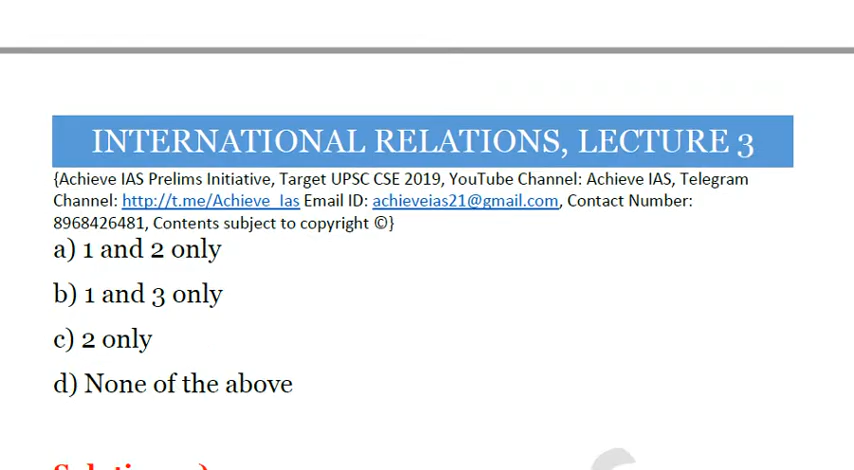 INTERNATIONAL RELATIONS, LECTURE 3
{Achieve IAS Prelims Initiative, Target UPSC CSE 2019, YouTube Channel: Achieve IAS, Telegram
Channel: http://t.me/Achieve_Ias Email ID: achieveias21@gmail.com, Contact Number:
8968426481, Contents subject to copyright ©}
a) 1 and 2 only
b) 1 and 3 only
c) 2 only
d) None of the above